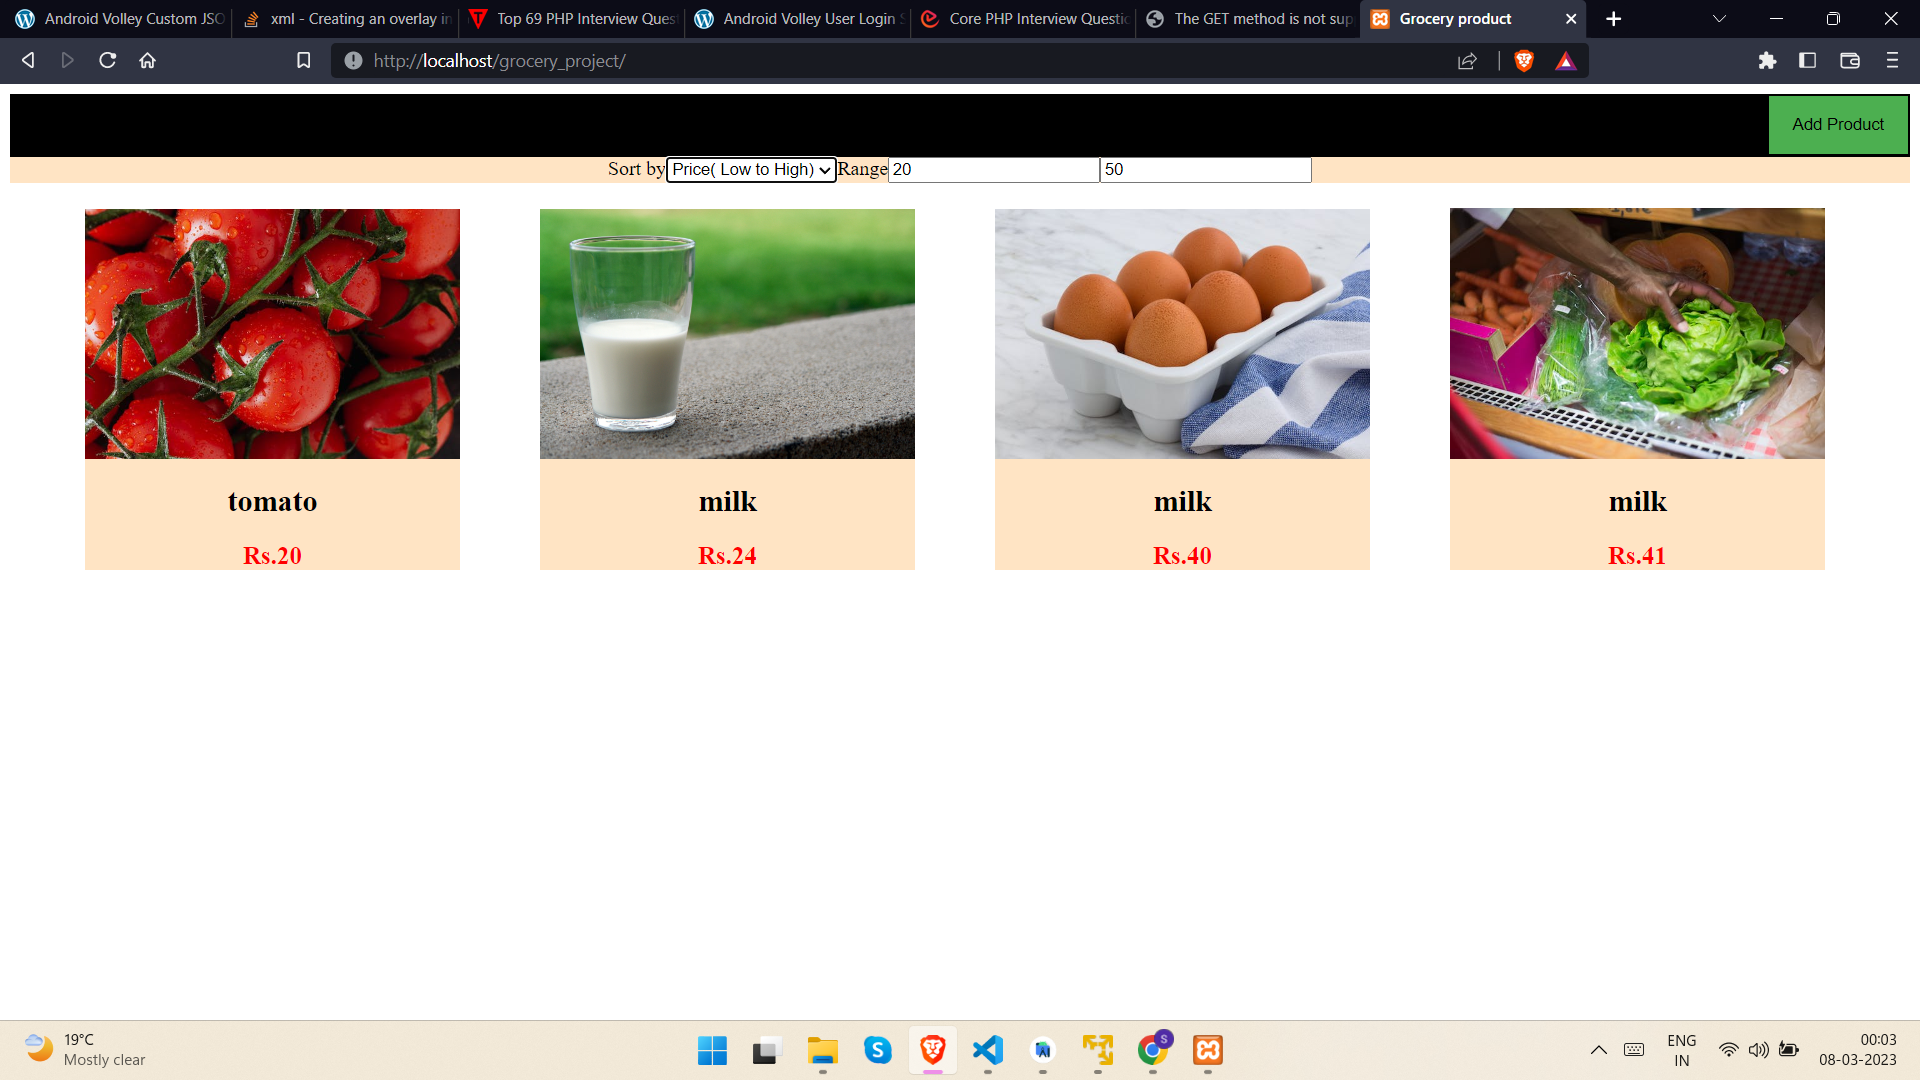 Android Volley Custom JSO
xml - Creating an overlay in
Top 69 PHP Interview Ques
Android Volley User Login S
Core PHP Interview Questio
The GET method is not sup
Grocery product
http://localhost/grocery_project/
Add Product
Sort by Price( Low to High) Range 20 50
tomato
milk
milk
milk
Rs.20
Rs.24
Rs.40
Rs.41
19°C
Mostly clear
S
AI
S
ENG
IN
00:03
08-03-2023